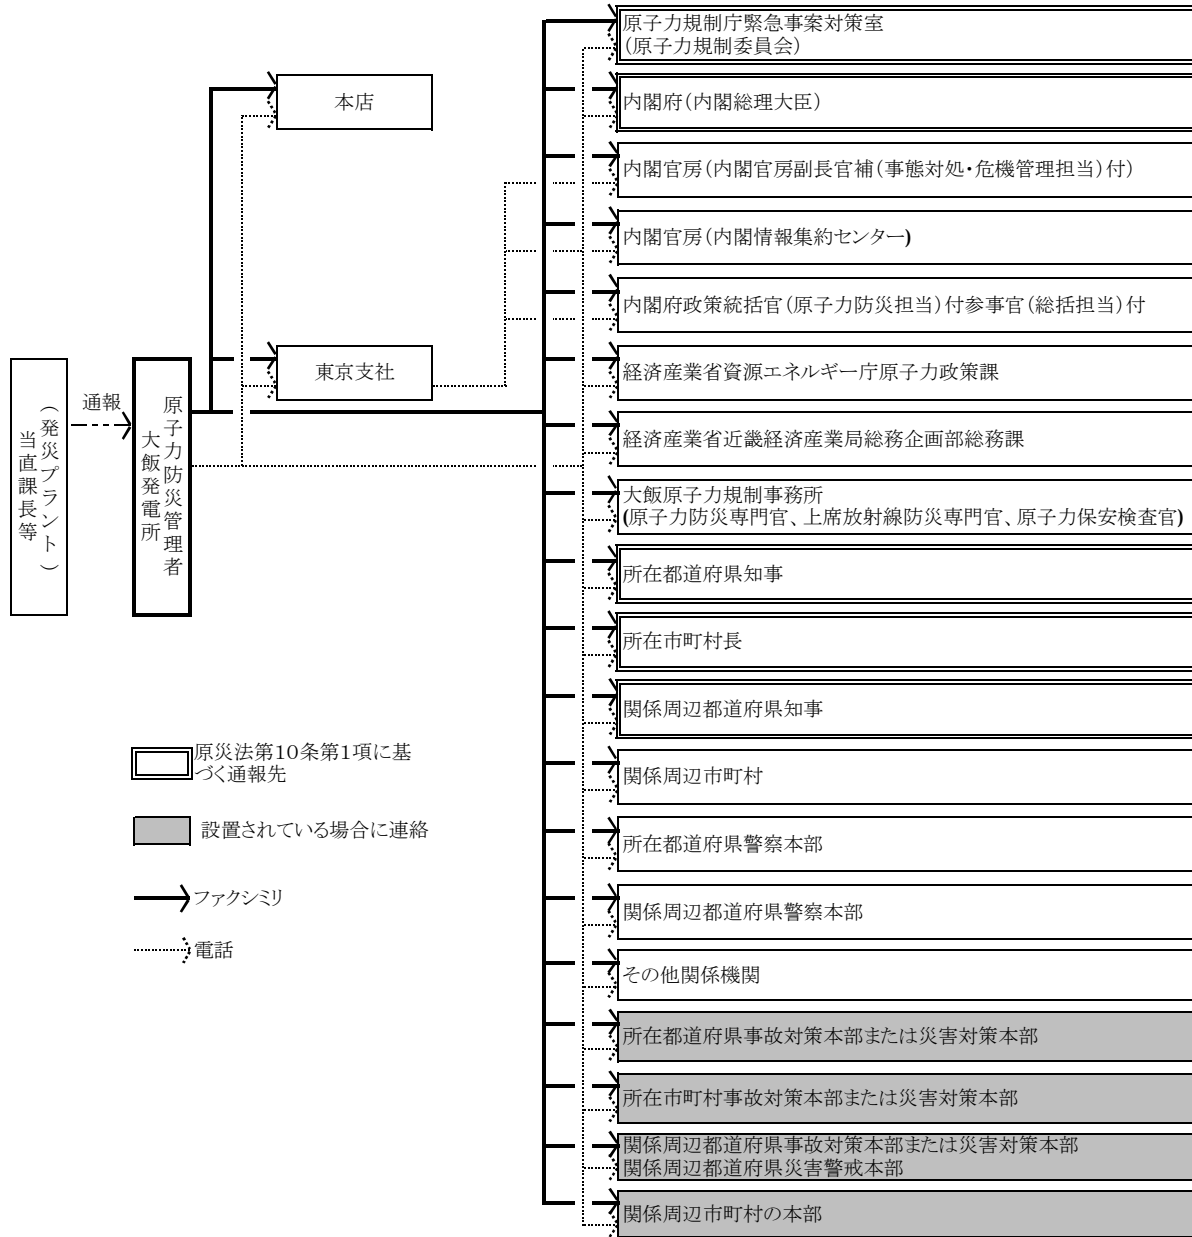 原子力規制庁緊急事案対策室
(原子力規制委員会)
本店
内閣府(内閣総理大臣)
内閣官房(内閣官房副長官補(事態対処・危機管理担当)付)
内閣官房(内閣情報集約センター)
内閣府政策統括官(原子力防災担当)付参事官(総括担当)付
東京支社
経済産業省資源エネルギー庁原子力政策課
経済産業省近畿経済産業局総務企画部総務課
(発災プラント)
当直課長等
通報
原子力防災管理者
大飯発電所
大飯原子力規制事務所
(原子力防災専門官、上席放射線防災専門官、原子力保安検査官)
所在都道府県知事
所在市町村長
関係周辺都道府県知事
関係周辺市町村
所在都道府県警察本部
関係周辺都道府県警察本部
その他関係機関
所在都道府県事故対策本部または災害対策本部
所在市町村事故対策本部または災害対策本部
関係周辺都道府県事故対策本部または災害対策本部
関係周辺都道府県災害警戒本部
関係周辺市町村の本部
原災法第10条第1項に基
づく通報先
設置されている場合に連絡
ファクシミリ
電話